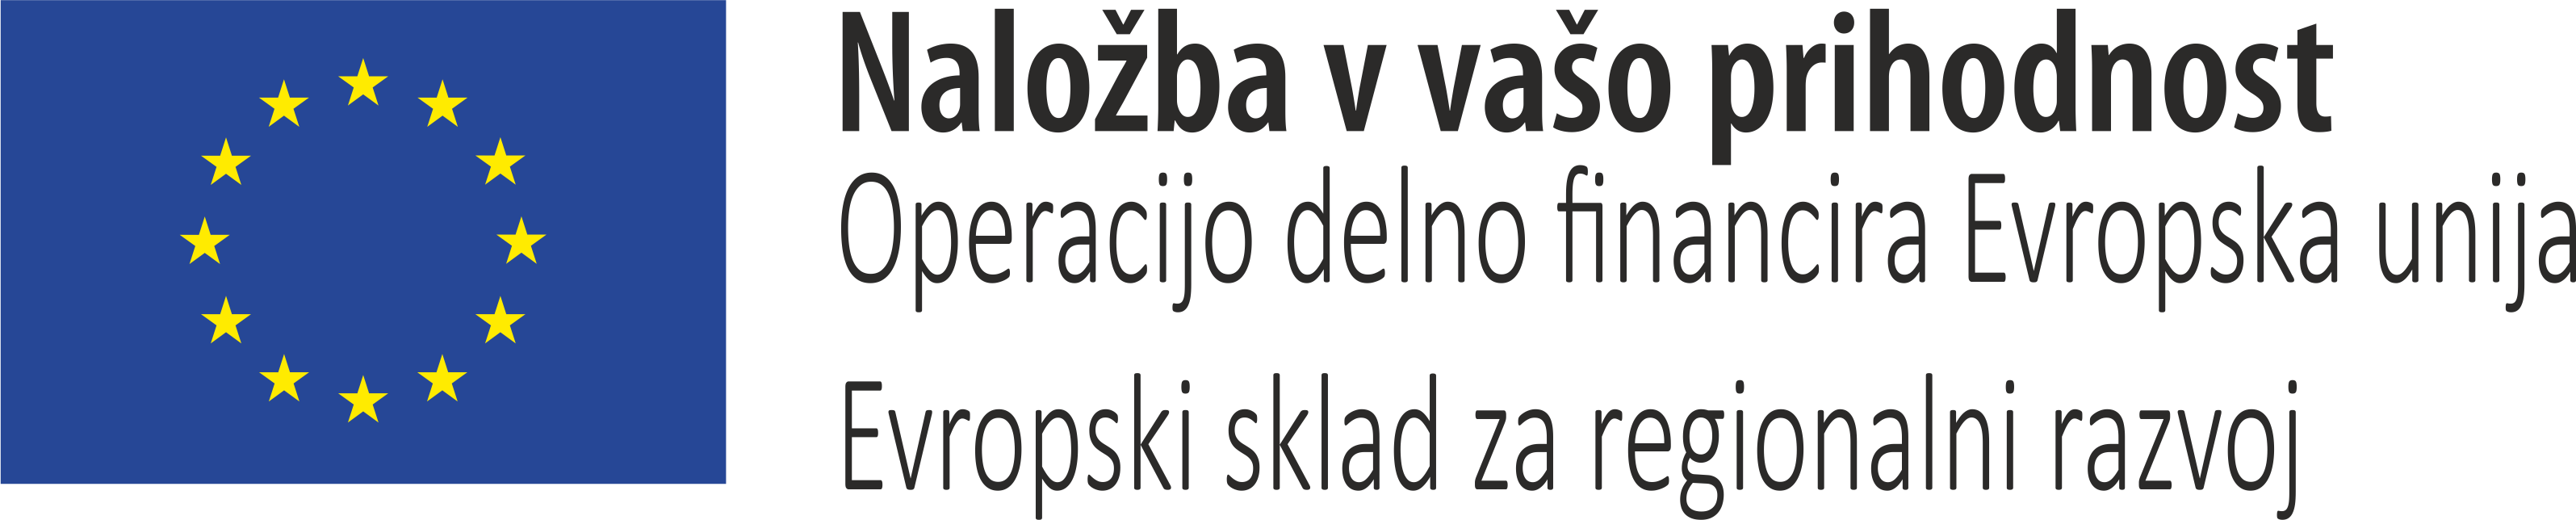 Naložba v vašo prihodnost
Operacijo delno financira Evropska unija
Evropski sklad za regionalni razvoj